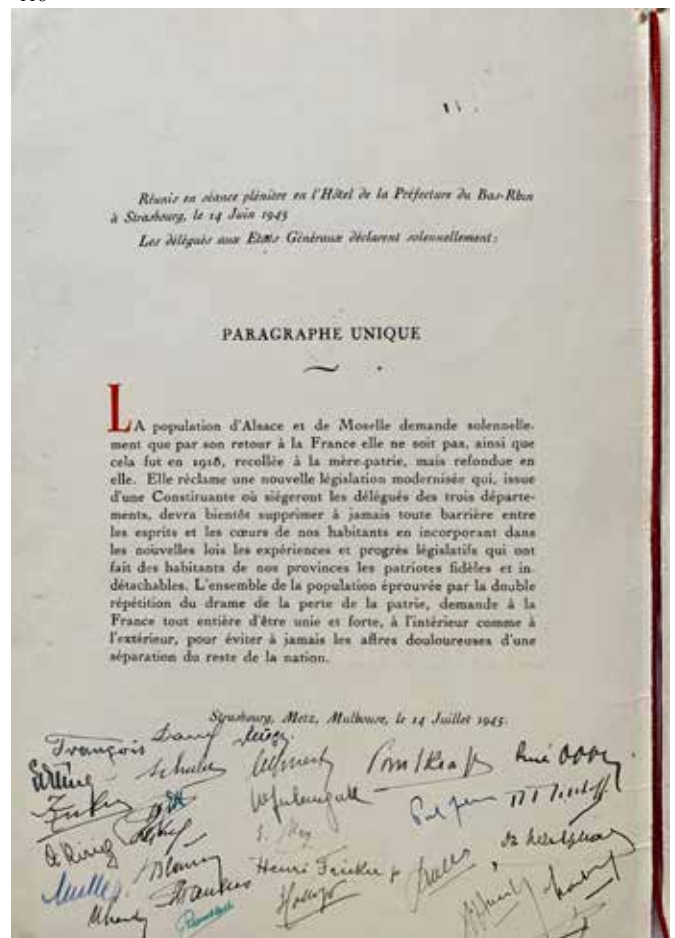 Réunis en séance plénière en l'Hôtel de la Préfecture du Bas-Rhin
à Strasbourg, le 14 Juin 1945
Les délégués aux Etats Généraux déclarent solennellement :
PARAGRAPHE UNIQUE
LA population d'Alsace et de Moselle demande solennelle-
ment que par son retour à la France elle ne soit pas, ainsi que
cela fut en 1918, recollée à la mère-patrie, mais refondue en
elle. Elle réclame une nouvelle législation modernisée qui, issue
d'une Constituante où siégeront les délégués des trois départe-
ments, devra bientôt supprimer à jamais toute barrière entre
les esprits et les cœurs de nos habitants en incorporant dans
les nouvelles lois les expériences et progrès législatifs qui ont
fait des habitants de nos provinces les patriotes fidèles et in-
détachables. L'ensemble de la population éprouvée par la double
répétition du drame de la perte de la patrie, demande à la
France tout entière d'être unie et forte, à l'intérieur comme à
l'extérieur, pour éviter à jamais les affres douloureuses d'une
séparation du reste de la nation.
Strasbourg, Metz, Mulhouse, le 14 Juillet 1945.
François
René
Henri